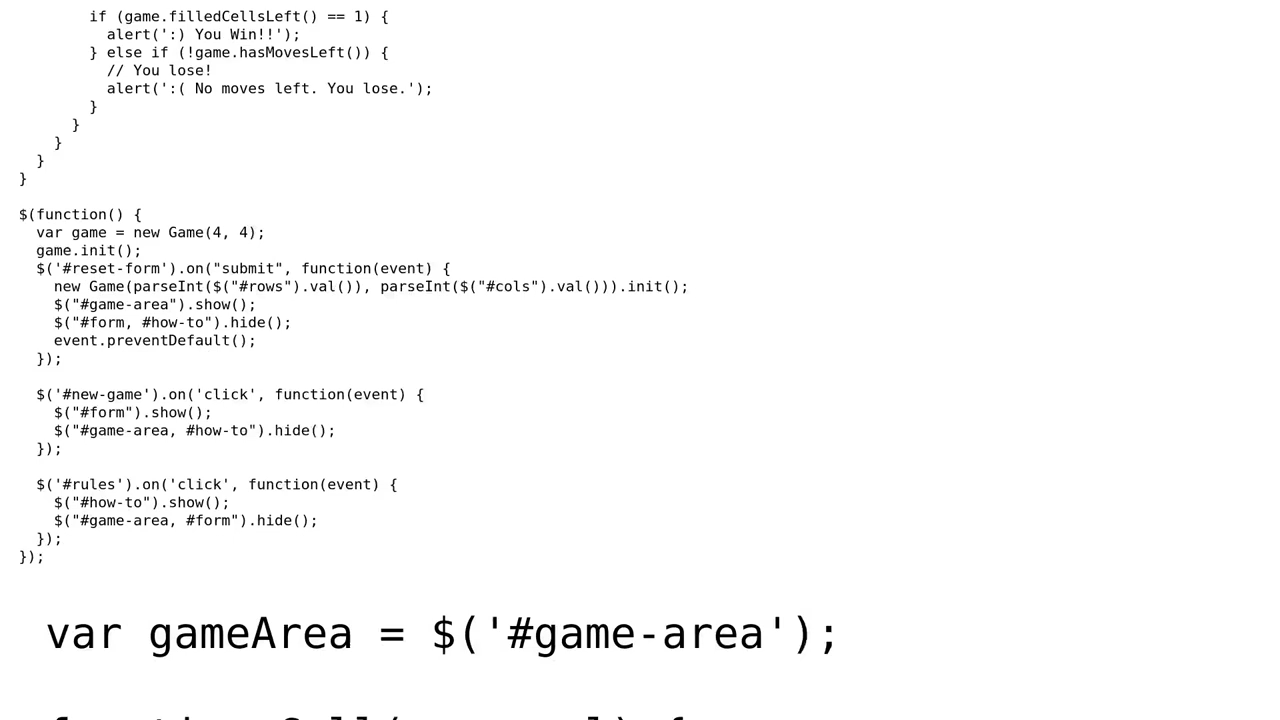 if (game.filledCellsLeft() == 1) {
alert(':) You Win!!');
} else if (!game.hasMovesLeft()) {
// You lose!
alert(':( No moves left. You lose.');
}
}
}
}
}
$(function() {
var game = new Game(4, 4);
game.init();
$('#reset-form').on("submit", function(event) {
new Game(parseInt($("#rows").val()), parseInt($("#cols").val())).init();
$("#game-area").show();
$("#form, #how-to").hide();
event.preventDefault();
});
$('#new-game').on('click', function(event) {
$("#form").show();
$("#game-area, #how-to").hide();
});
$('#rules').on('click', function(event) {
$("#how-to").show();
$("#game-area, #form").hide();
});
});
var gameArea = $('#game-area');